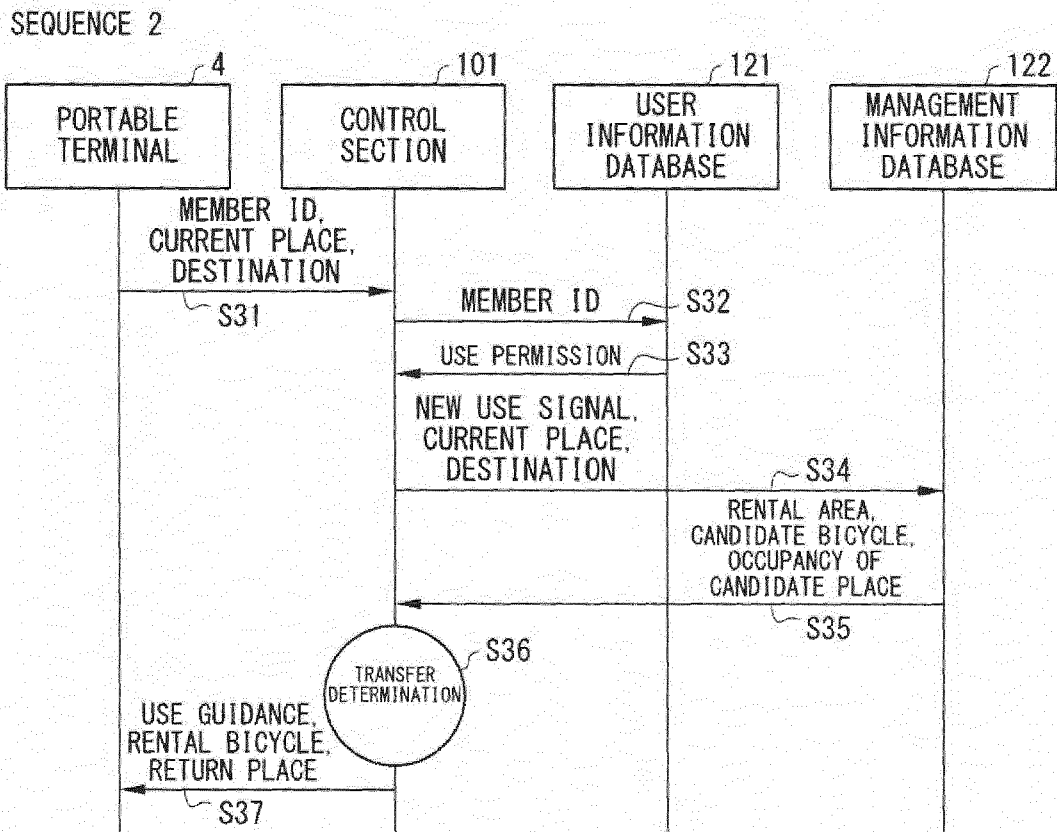 SEQUENCE 2
4
101
121
122
PORTABLE
TERMINAL
CONTROL
SECTION
USER
INFORMATION
DATABASE
MANAGEMENT
INFORMATION
DATABASE
MEMBER ID,
CURRENT PLACE,
DESTINATION
S31
MEMBER ID
S32
USE PERMISSION
S33
NEW USE SIGNAL,
CURRENT PLACE,
DESTINATION
S34
RENTAL AREA,
CANDIDATE BICYCLE,
OCCUPANCY OF
CANDIDATE PLACE
S35
TRANSFER
DETERMINATION
S36
USE GUIDANCE,
RENTAL BICYCLE,
RETURN PLACE
S37